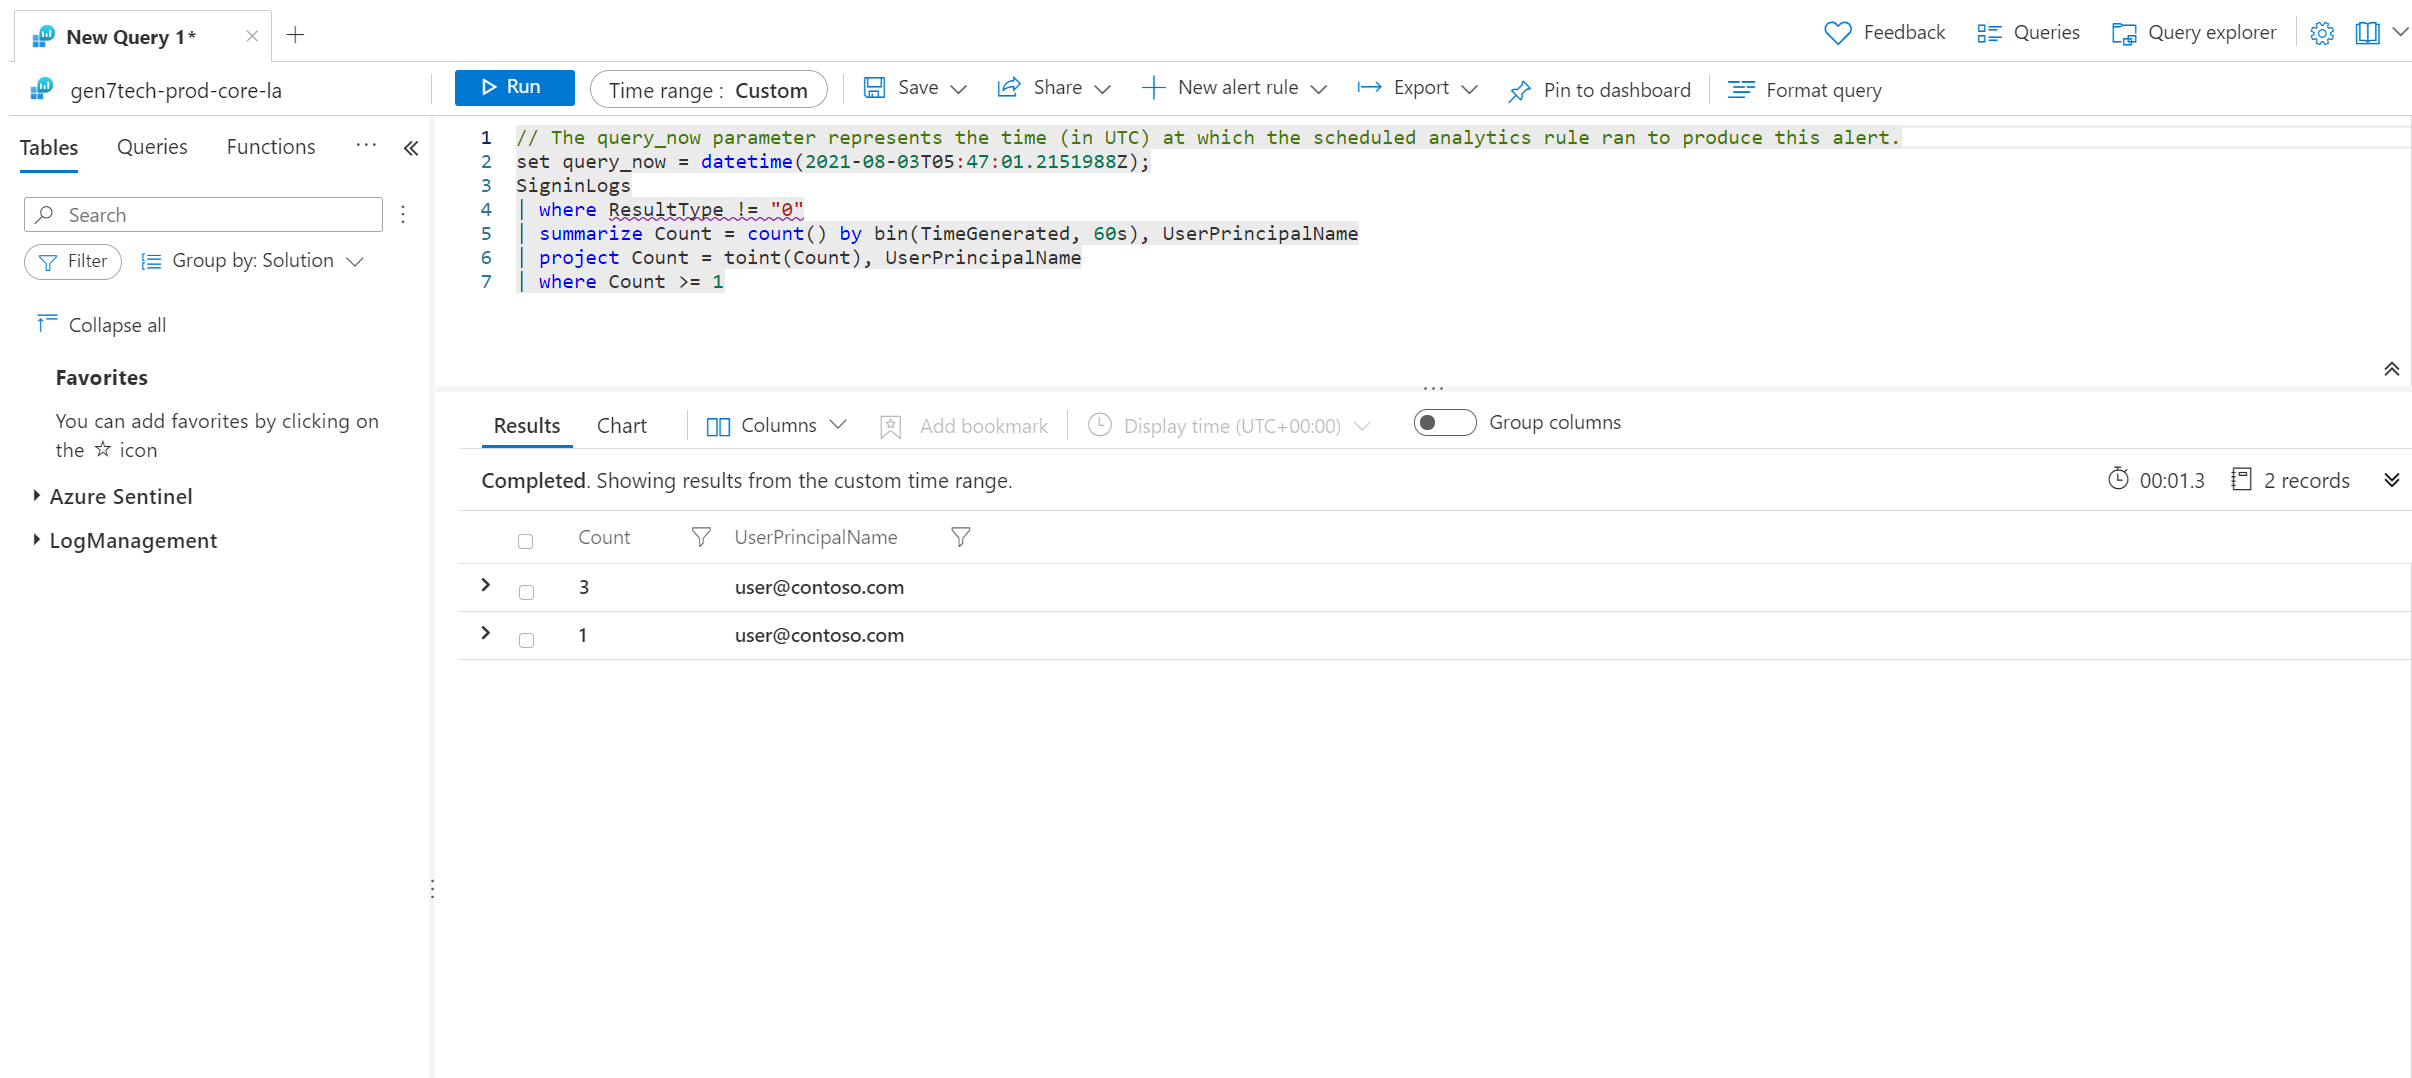 New Query 1*
Feedback
Queries
Query explorer
gen7tech-prod-core-la
Run
Time range : Custom
Save
Share
New alert rule
Export
Pin to dashboard
Format query
Tables
Queries
Functions
Search
Filter
Group by: Solution
Collapse all
Favorites
You can add favorites by clicking on
the ☆ icon
Azure Sentinel
LogManagement
1 // The query_now parameter represents the time (in UTC) at which the scheduled analytics rule ran to produce this alert.
2 set query_now = datetime(2021-08-03T05:47:01.2151988Z);
3 SigninLogs
4 | where ResultType != "0"
5 | summarize Count = count() by bin(TimeGenerated, 60s), UserPrincipalName
6 | project Count = toint(Count), UserPrincipalName
7 | where Count >= 1
Results
Chart
Columns
Add bookmark
Display time (UTC+00:00)
Group columns
Completed. Showing results from the custom time range.
00:01.3
2 records
Count UserPrincipalName
3 user@contoso.com
1 user@contoso.com